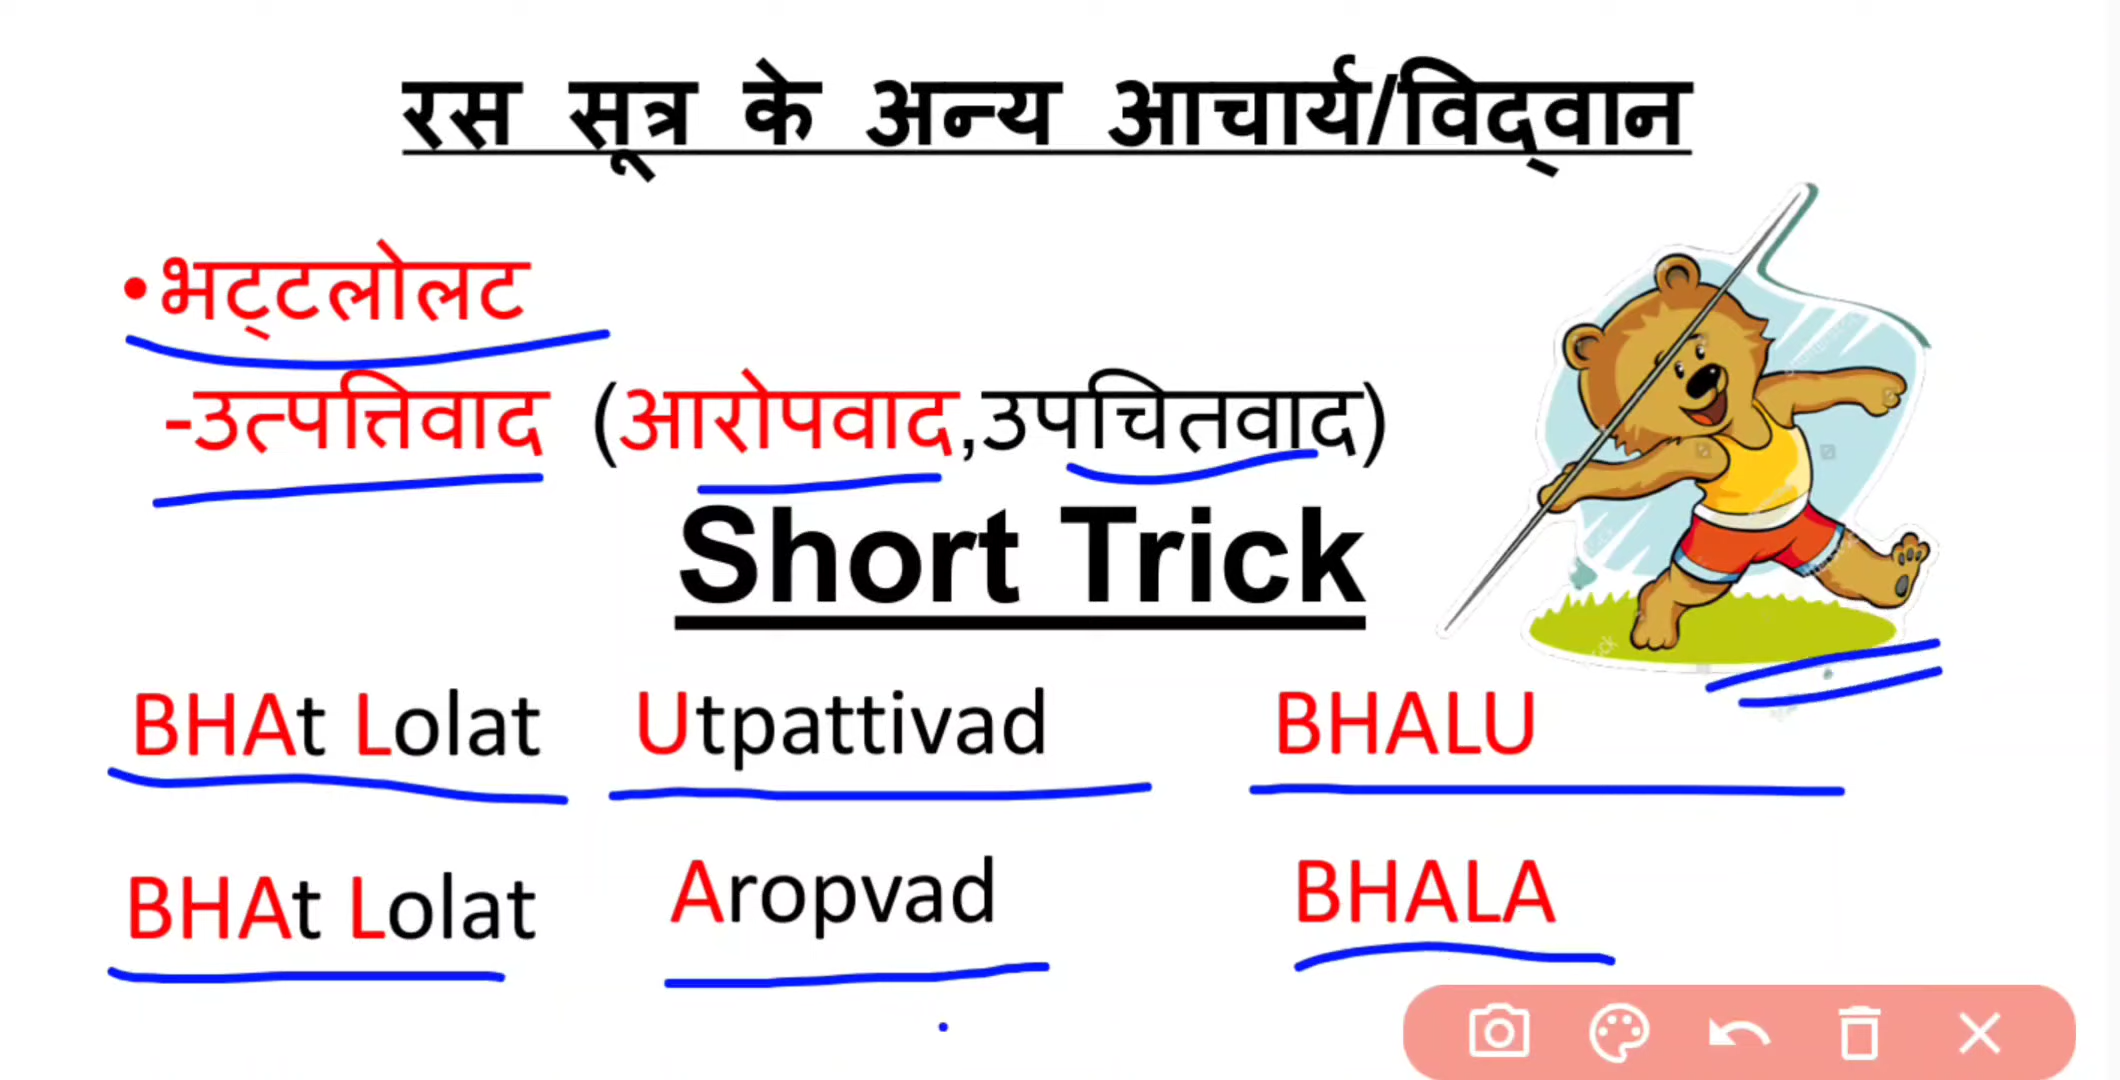 रस सूत्र के अन्य आचार्य/विद्‌वान
•भट्‌टलोलट
-उत्पत्तिवाद (आरोपवाद,उपचितवाद)
Short Trick
BHAt Lolat Utpattivad BHALU
BHAt Lolat Aropvad BHALA